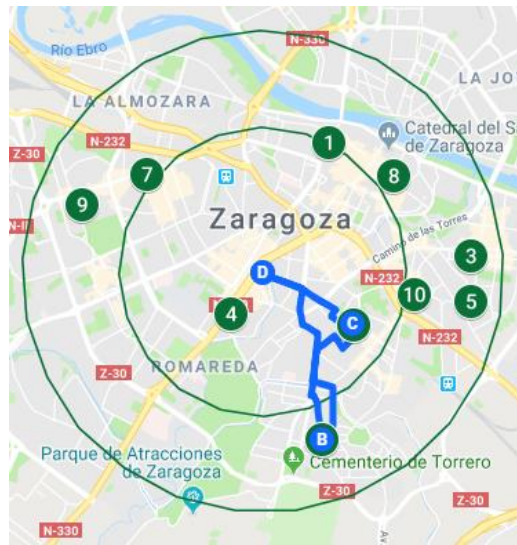 N-330
Río Ebro
LA JO
LA ALMOZARA
Z-30
N-232
1
Catedral del S
de Zaragoza
7
8
9
N-II
Zaragoza
Camino de las Torres
3
D
N-232
10
5
4
C
N-232
ROMAREDA
Z-30
B
Parque de Atracciones
de Zaragoza
Cementerio de Torrero
Z-30
N-330
Av